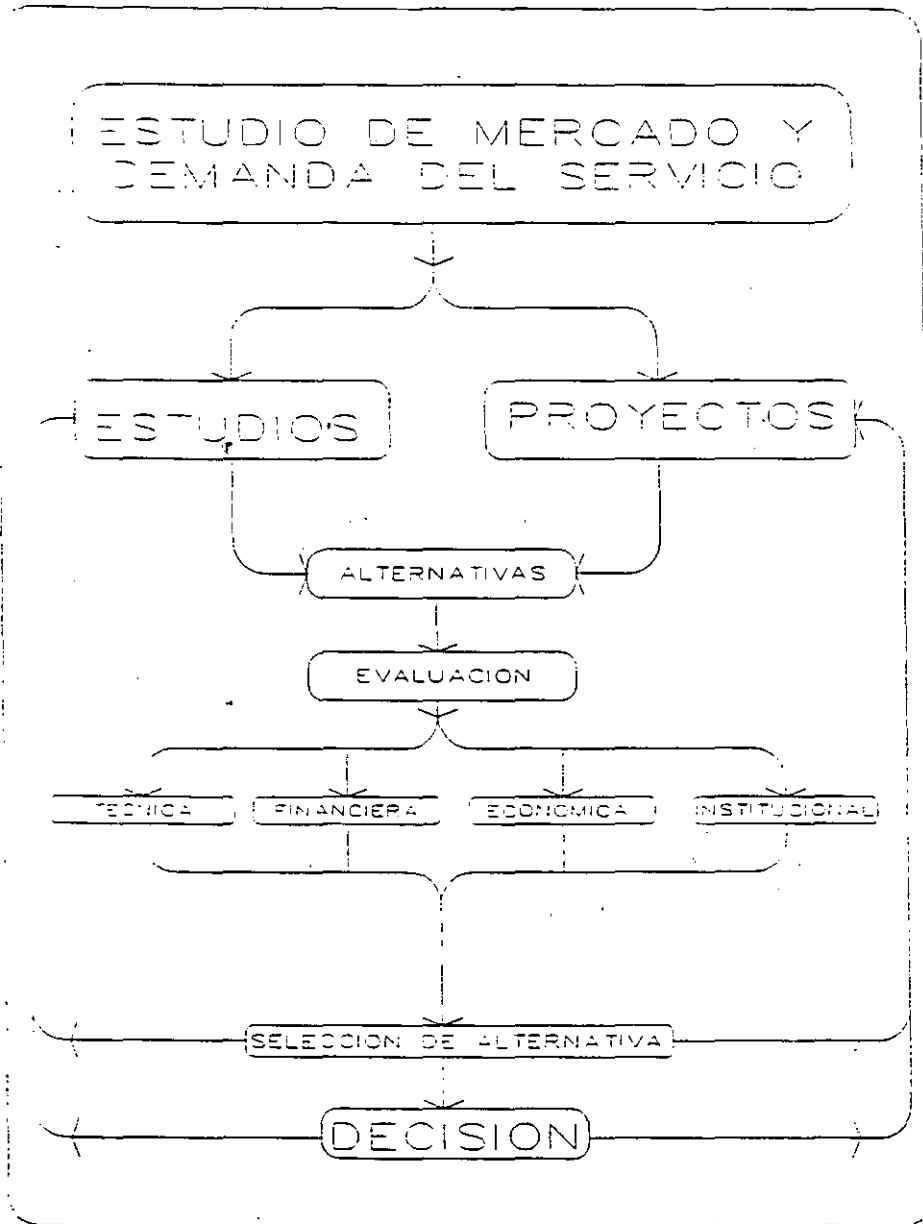 ESTUDIO DE MERCADO Y
DEMANDA DEL SERVICIO
ESTUDIOS
PROYECTOS
ALTERNATIVAS
EVALUACION
TECNICA
FINANCIERA
ECONOMICA
INSTITUCIONAL
SELECCION DE ALTERNATIVA
DECISION